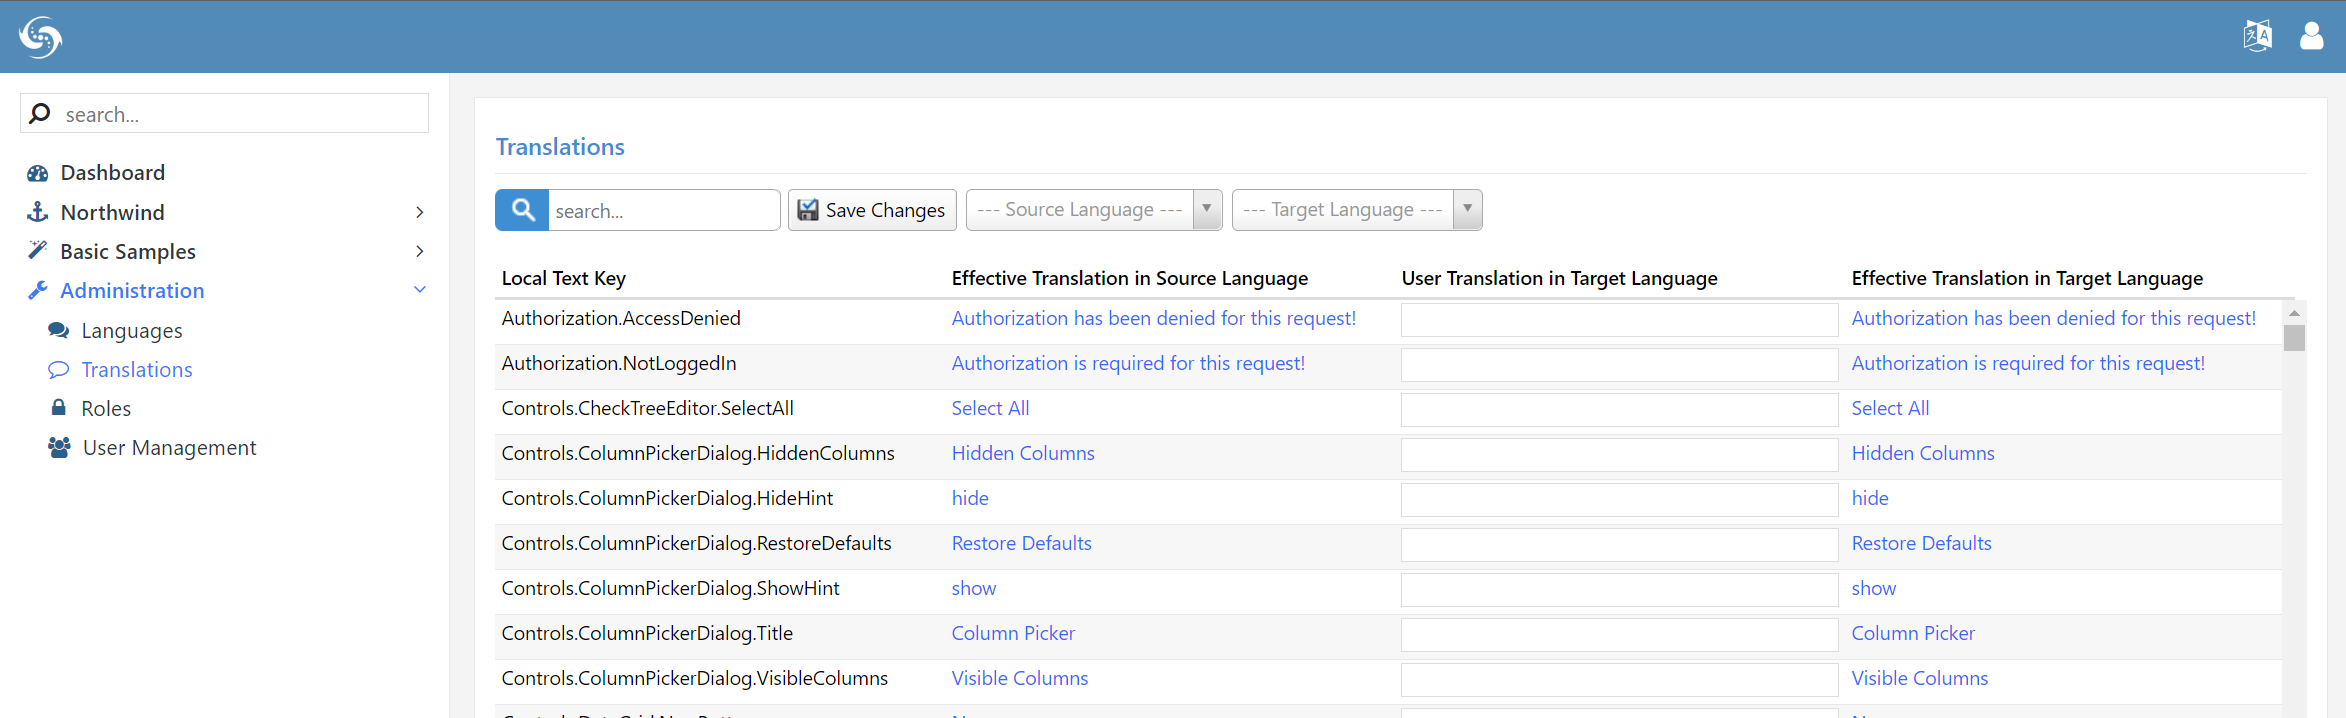 search...
Dashboard
Northwind
Basic Samples
Administration
Languages
Translations
Roles
User Management
Translations
search... Save Changes --- Source Language --- --- Target Language ---
Local Text Key Effective Translation in Source Language User Translation in Target Language Effective Translation in Target Language
Authorization.AccessDenied Authorization has been denied for this request! Authorization has been denied for this request!
Authorization.NotLoggedIn Authorization is required for this request! Authorization is required for this request!
Controls.CheckTreeEditor.SelectAll Select All Select All
Controls.ColumnPickerDialog.HiddenColumns Hidden Columns Hidden Columns
Controls.ColumnPickerDialog.HideHint hide hide
Controls.ColumnPickerDialog.RestoreDefaults Restore Defaults Restore Defaults
Controls.ColumnPickerDialog.ShowHint show show
Controls.ColumnPickerDialog.Title Column Picker Column Picker
Controls.ColumnPickerDialog.VisibleColumns Visible Columns Visible Columns